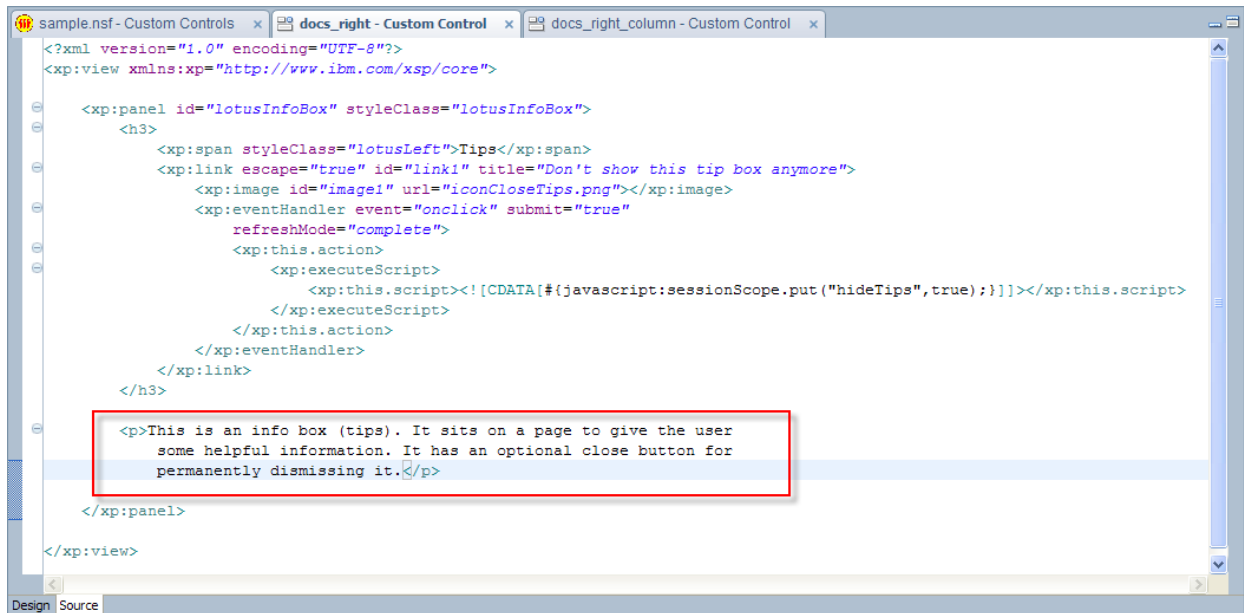 sample.nsf - Custom Controls docs_right - Custom Control docs_right_column - Custom Control
<?xml version="1.0" encoding="UTF-8"?>
<xp:view xmlns:xp="http://www.ibm.com/xsp/core">
<xp:panel id="lotusInfoBox" styleClass="lotusInfoBox">
<h3>
<xp:span styleClass="lotusLeft">Tips</xp:span>
<xp:link escape="true" id="link1" title="Don't show this tip box anymore">
<xp:image id="image1" url="iconCloseTips.png"></xp:image>
<xp:eventHandler event="onclick" submit="true"
refreshMode="complete">
<xp:this.action>
<xp:executeScript>
<xp:this.script><![CDATA[#{javascript:sessionScope.put("hideTips",true);}]]></xp:this.script>
</xp:executeScript>
</xp:this.action>
</xp:eventHandler>
</xp:link>
</h3>
<p>This is an info box (tips). It sits on a page to give the user
some helpful information. It has an optional close button for
permanently dismissing it.</p>
</xp:panel>
</xp:view>
Design Source